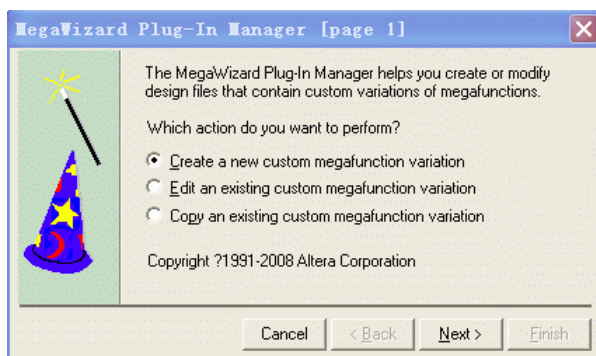 MegaWizard Plug-In Manager [page 1]
The MegaWizard Plug-In Manager helps you create or modify
design files that contain custom variations of megafunctions.
Which action do you want to perform?
Create a new custom megafunction variation
Edit an existing custom megafunction variation
Copy an existing custom megafunction variation
Copyright ?1991-2008 Altera Corporation
Cancel
< Back
Next >
Finish